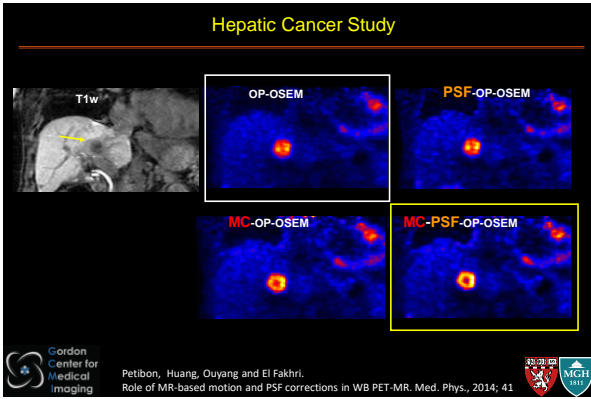 Hepatic Cancer Study
T1w
OP-OSEM
PSF-OP-OSEM
MC-OP-OSEM
MC-PSF-OP-OSEM
Gordon
Center for
Medical
Imaging
Petibon, Huang, Ouyang and El Fakhri.
Role of MR-based motion and PSF corrections in WB PET-MR. Med. Phys., 2014; 41
MGH
1811